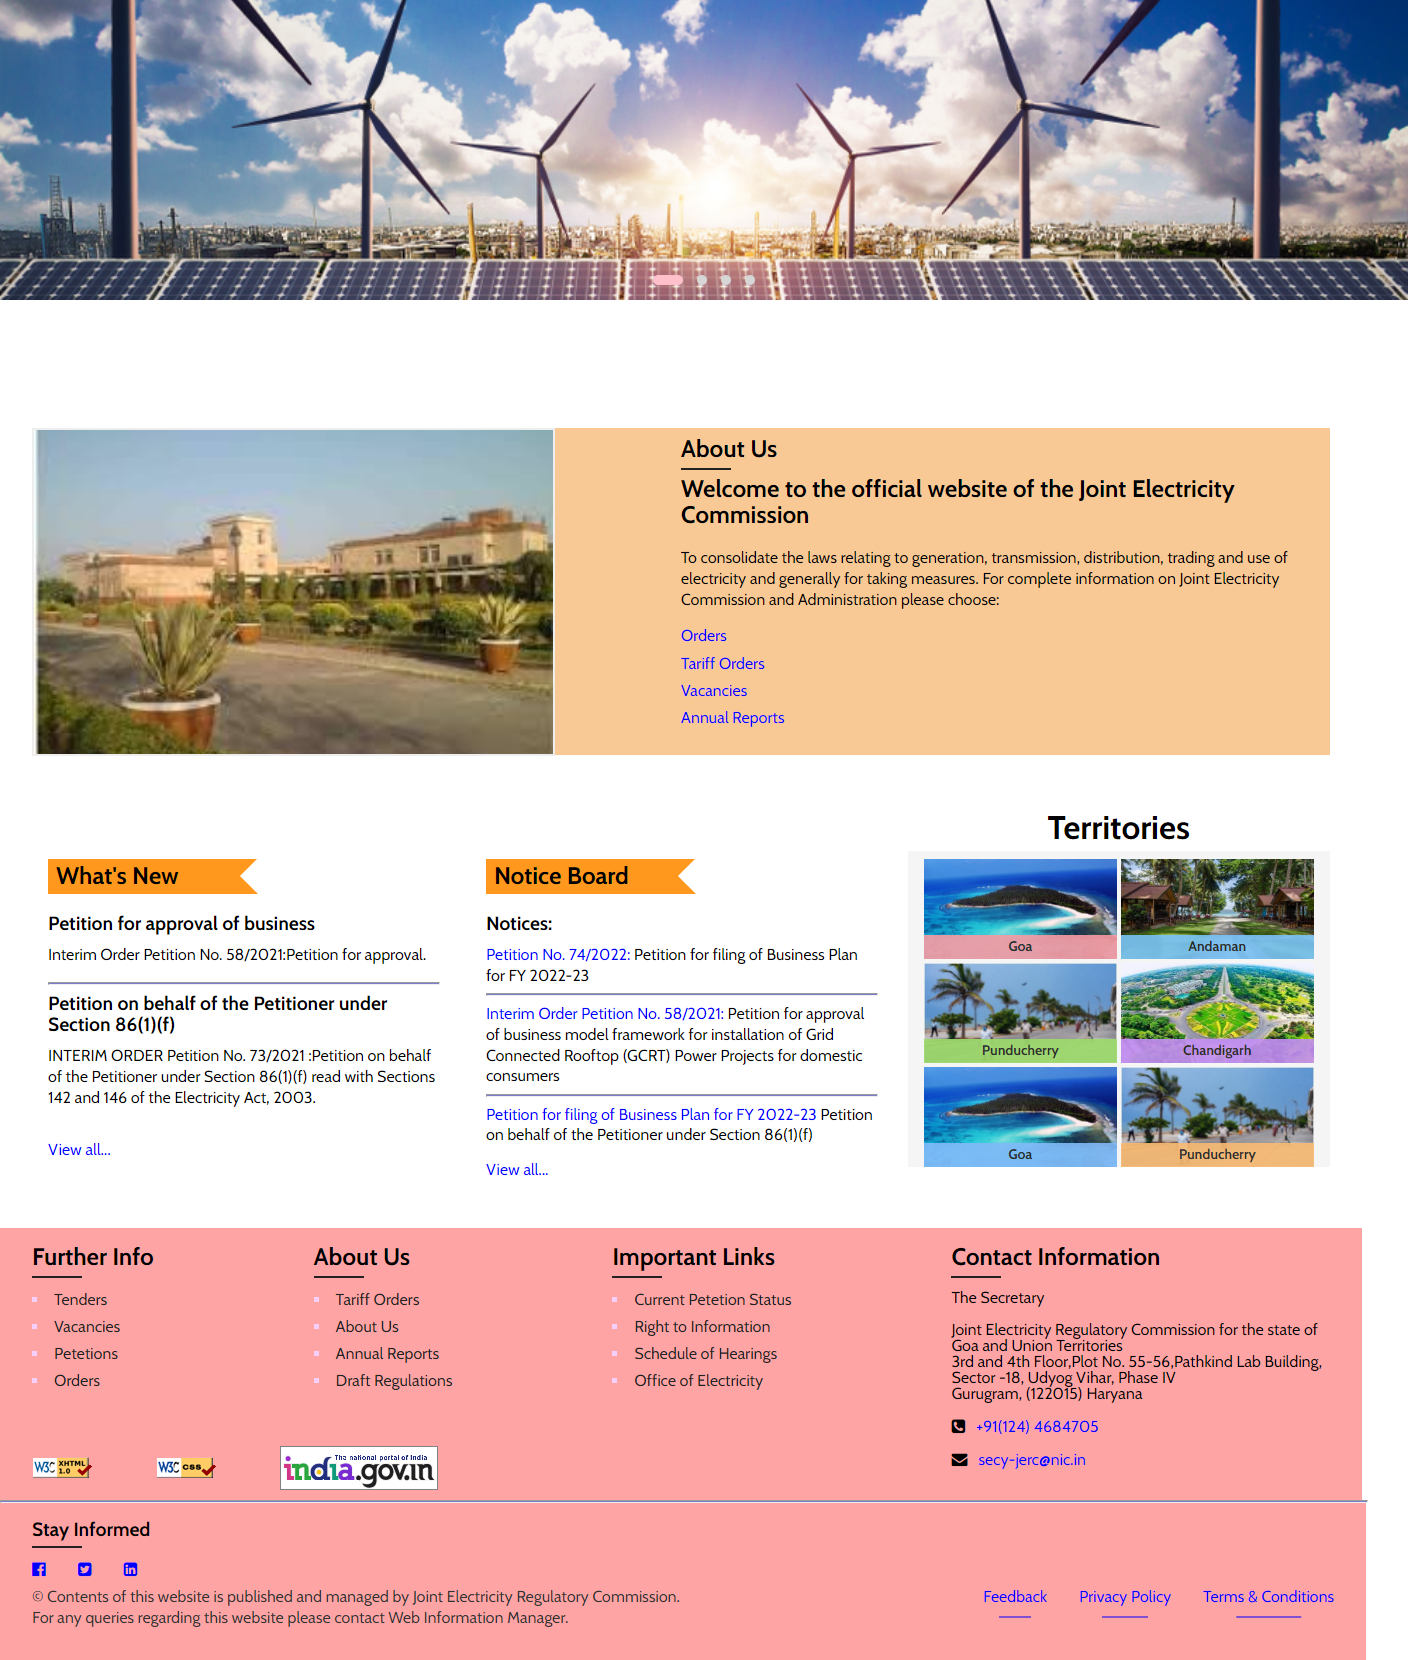 About Us
Welcome to the official website of the Joint Electricity
Commission
To consolidate the laws relating to generation, transmission, distribution, trading and use of
electricity and generally for taking measures. For complete information on Joint Electricity
Commission and Administration please choose:
Orders
Tariff Orders
Vacancies
Annual Reports
What's New
Petition for approval of business
Interim Order Petition No. 58/2021:Petition for approval.
Petition on behalf of the Petitioner under
Section 86(1)(f)
INTERIM ORDER Petition No. 73/2021 :Petition on behalf
of the Petitioner under Section 86(1)(f) read with Sections
142 and 146 of the Electricity Act, 2003.
View all...
Notice Board
Notices:
Petition No. 74/2022: Petition for filing of Business Plan
for FY 2022-23
Interim Order Petition No. 58/2021: Petition for approval
of business model framework for installation of Grid
Connected Rooftop (GCRT) Power Projects for domestic
consumers
Petition for filing of Business Plan for FY 2022-23 Petition
on behalf of the Petitioner under Section 86(1)(f)
View all...
Territories
Goa
Andaman
Punducherry
Chandigarh
Goa
Punducherry
Further Info
Tenders
Vacancies
Petetions
Orders
About Us
Tariff Orders
About Us
Annual Reports
Draft Regulations
Important Links
Current Petetion Status
Right to Information
Schedule of Hearings
Office of Electricity
Contact Information
The Secretary
Joint Electricity Regulatory Commission for the state of
Goa and Union Territories
3rd and 4th Floor,Plot No. 55-56,Pathkind Lab Building,
Sector -18, Udyog Vihar, Phase IV
Gurugram, (122015) Haryana
+91(124) 4684705
secy-jerc@nic.in
W3C XHTML 1.0
W3C CSS
The national portal of India
india.gov.in
Stay Informed
© Contents of this website is published and managed by Joint Electricity Regulatory Commission.
For any queries regarding this website please contact Web Information Manager.
Feedback
Privacy Policy
Terms & Conditions